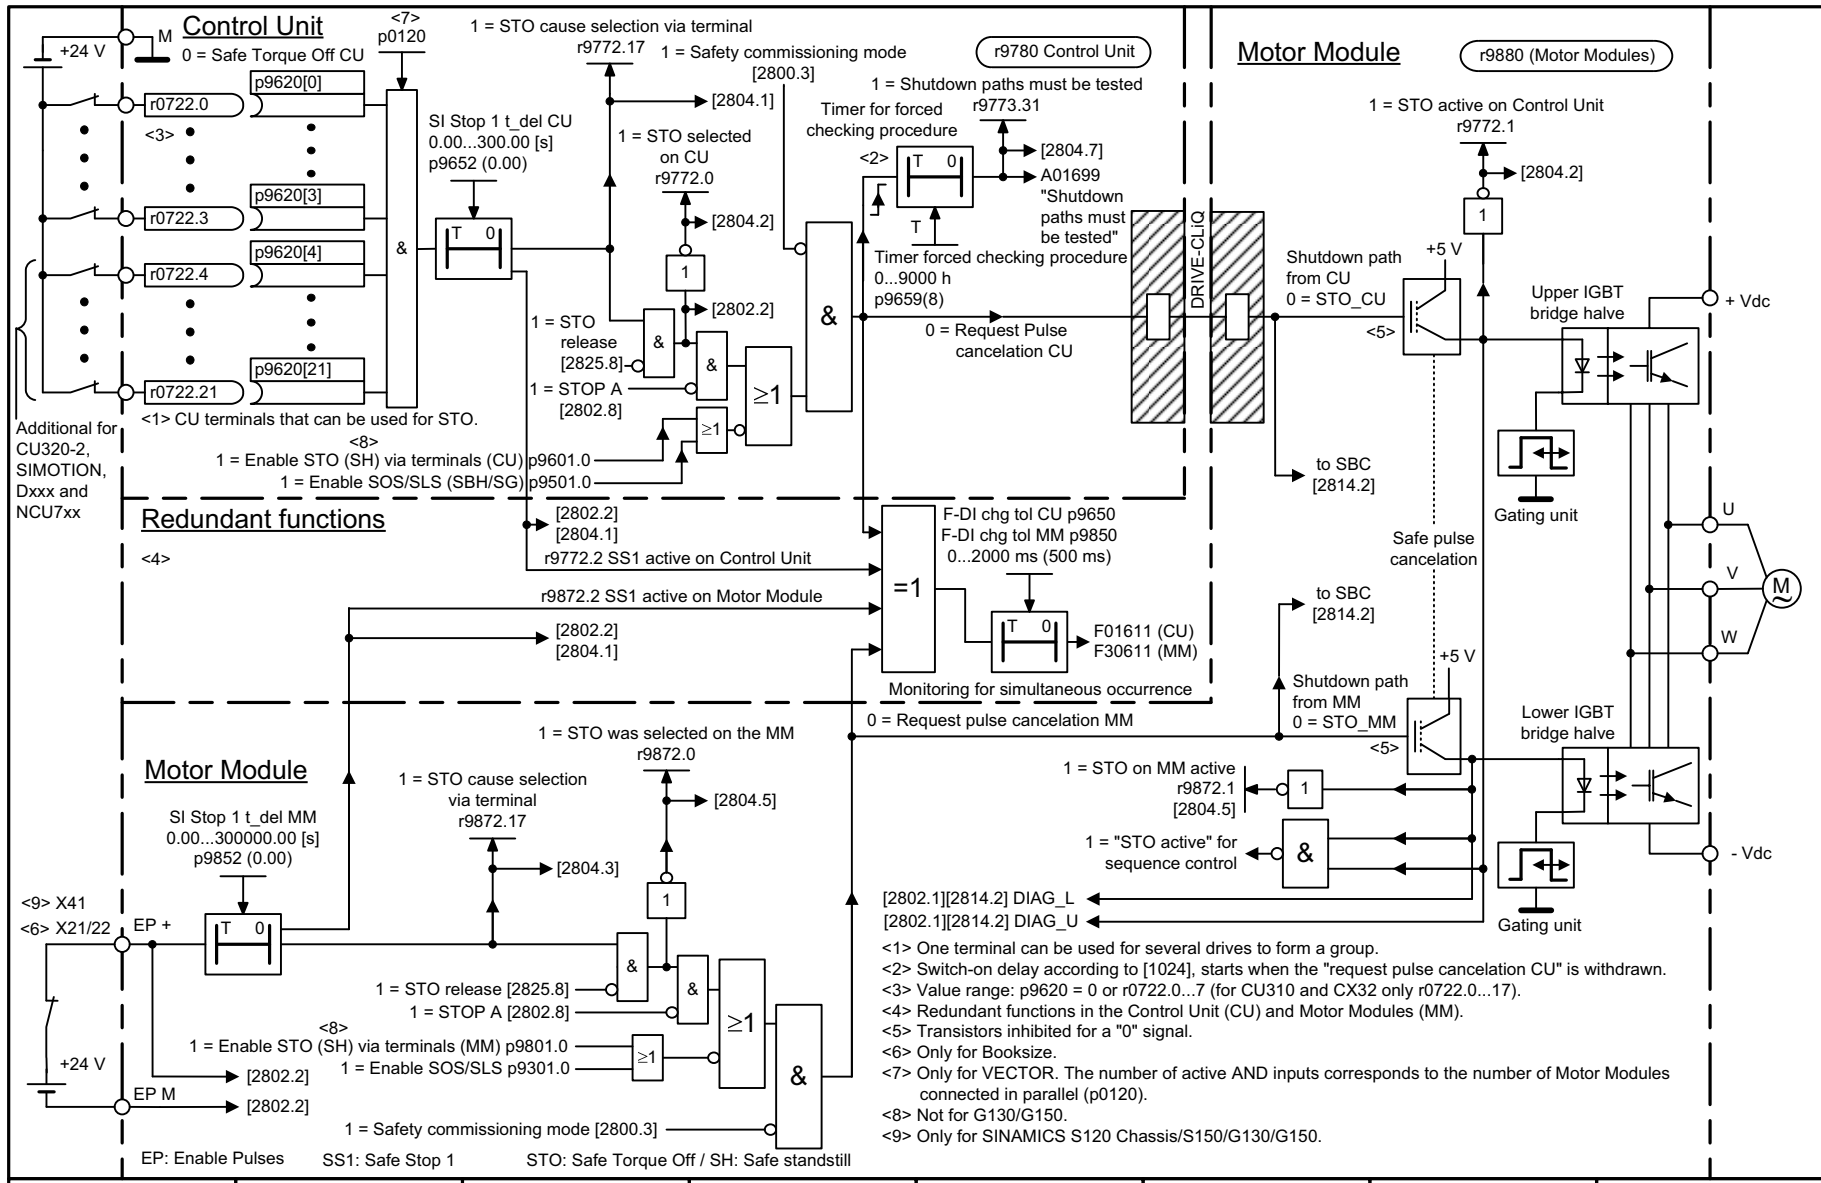 Control Unit
+24 V
M
0 = Safe Torque Off CU
<7>
p0120
1 = STO cause selection via terminal
r9772.17
1 = Safety commissioning mode
[2800.3]
r9780 Control Unit
Motor Module
r9880 (Motor Modules)
r0722.0
p9620[0]
<3>
r0722.3
p9620[3]
r0722.4
p9620[4]
r0722.21
p9620[21]
&
<1> CU terminals that can be used for STO.
Additional for
CU320-2,
SIMOTION,
Dxxx and
NCU7xx
SI Stop 1 t_del CU
0.00...300.00 [s]
p9652 (0.00)
T 0
[2804.1]
1 = STO selected
on CU
r9772.0
[2804.2]
1
[2802.2]
1 = STO
release
[2825.8]
&
&
1 = STOP A
[2802.8]
≥1
≥1
<8>
1 = Enable STO (SH) via terminals (CU) p9601.0
1 = Enable SOS/SLS (SBH/SG) p9501.0
&
1 = Shutdown paths must be tested
r9773.31
Timer for forced
checking procedure
<2>
T 0
[2804.7]
A01699
"Shutdown
paths must
be tested"
T
Timer forced checking procedure
0...9000 h
p9659(8)
0 = Request Pulse
cancelation CU
DRIVE-CLiQ
1 = STO active on Control Unit
r9772.1
[2804.2]
1
+5 V
Shutdown path
from CU
0 = STO_CU
<5>
Upper IGBT
bridge halve
+ Vdc
to SBC
[2814.2]
Gating unit
Safe pulse
cancelation
U
V
W
M
~
Redundant functions
<4>
[2802.2]
[2804.1]
r9772.2 SS1 active on Control Unit
r9872.2 SS1 active on Motor Module
[2802.2]
[2804.1]
=1
F-DI chg tol CU p9650
F-DI chg tol MM p9850
0...2000 ms (500 ms)
T 0
F01611 (CU)
F30611 (MM)
Monitoring for simultaneous occurrence
to SBC
[2814.2]
+5 V
Shutdown path
from MM
0 = STO_MM
<5>
Lower IGBT
bridge halve
0 = Request pulse cancelation MM
Motor Module
1 = STO was selected on the MM
r9872.0
[2804.5]
1 = STO cause selection
via terminal
r9872.17
[2804.3]
1
SI Stop 1 t_del MM
0.00...300000.00 [s]
p9852 (0.00)
T 0
<9> X41
<6> X21/22
EP +
+24 V
EP M
[2802.2]
[2802.2]
&
1 = STO release [2825.8]
&
1 = STOP A [2802.8]
<8>
1 = Enable STO (SH) via terminals (MM) p9801.0
1 = Enable SOS/SLS p9301.0
≥1
≥1
&
1 = Safety commissioning mode [2800.3]
1 = STO on MM active
r9872.1
[2804.5]
1
1 = "STO active" for
sequence control
&
[2802.1][2814.2] DIAG_L
[2802.1][2814.2] DIAG_U
- Vdc
Gating unit
<1> One terminal can be used for several drives to form a group.
<2> Switch-on delay according to [1024], starts when the "request pulse cancelation CU" is withdrawn.
<3> Value range: p9620 = 0 or r0722.0...7 (for CU310 and CX32 only r0722.0...17).
<4> Redundant functions in the Control Unit (CU) and Motor Modules (MM).
<5> Transistors inhibited for a "0" signal.
<6> Only for Booksize.
<7> Only for VECTOR. The number of active AND inputs corresponds to the number of Motor Modules
connected in parallel (p0120).
<8> Not for G130/G150.
<9> Only for SINAMICS S120 Chassis/S150/G130/G150.
EP: Enable Pulses
SS1: Safe Stop 1
STO: Safe Torque Off / SH: Safe standstill